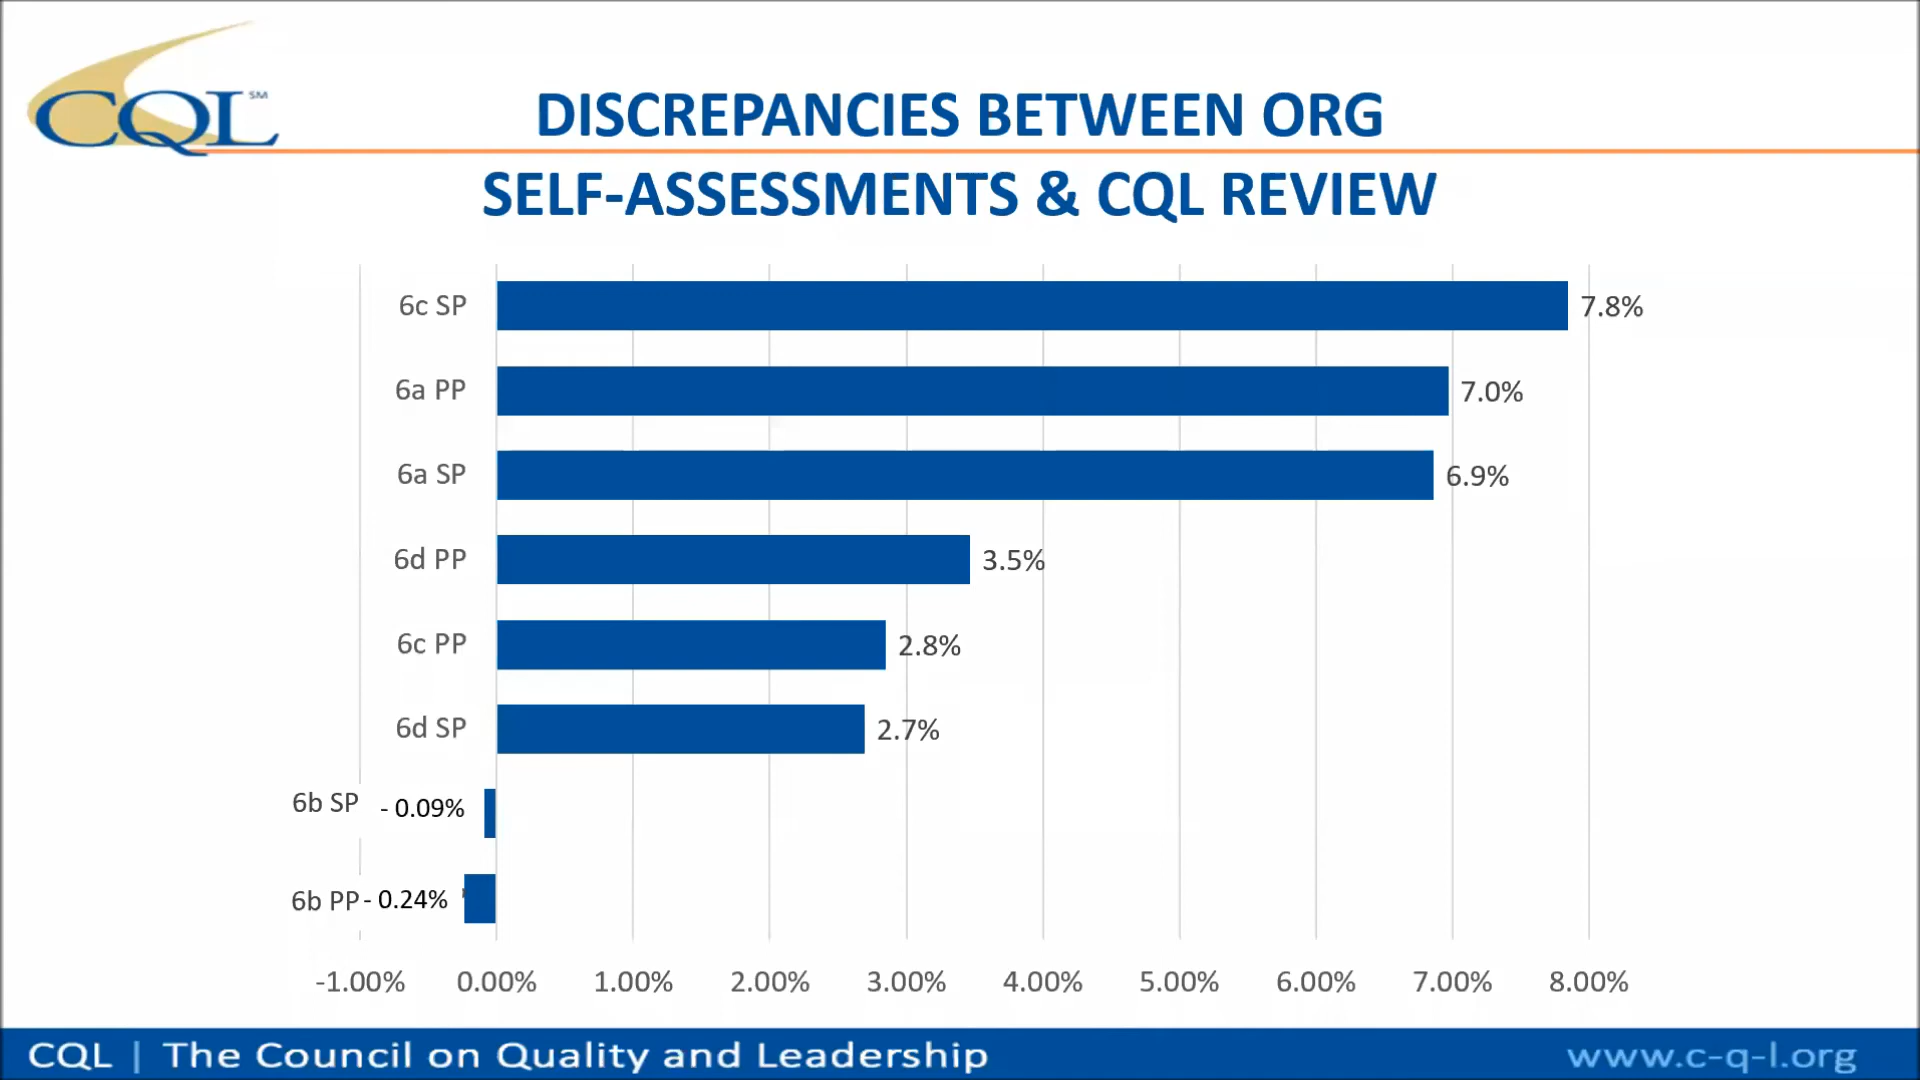 CQL SM
DISCREPANCIES BETWEEN ORG
SELF-ASSESSMENTS & CQL REVIEW
6c SP 7.8%
6a PP 7.0%
6a SP 6.9%
6d PP 3.5%
6c PP 2.8%
6d SP 2.7%
6b SP - 0.09%
6b PP - 0.24%
-1.00% 0.00% 1.00% 2.00% 3.00% 4.00% 5.00% 6.00% 7.00% 8.00%
CQL | The Council on Quality and Leadership www.c-q-l.org